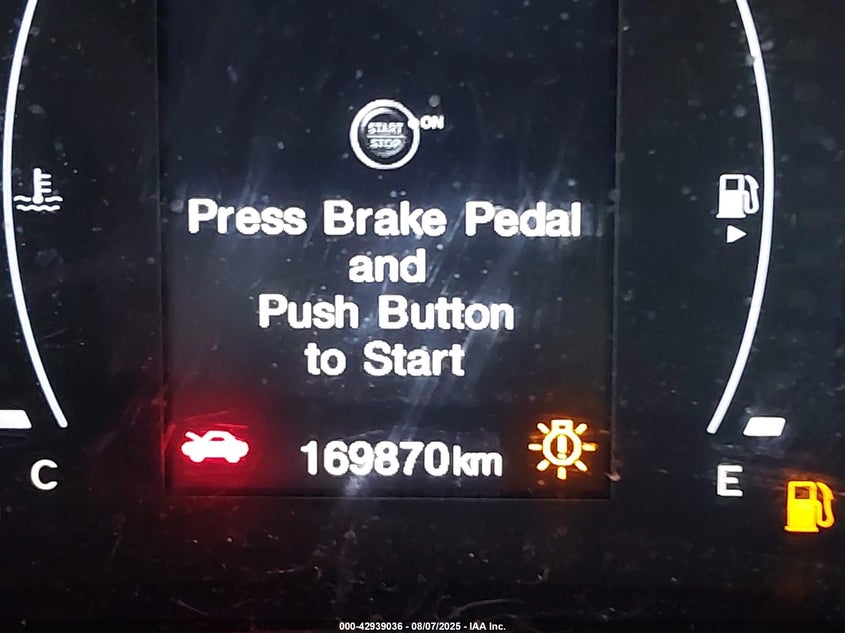 START
STOP
ON
Press Brake Pedal
and
Push Button
to Start
169870km
C
E
000-42939036 - 08/07/2025 - IAA Inc.